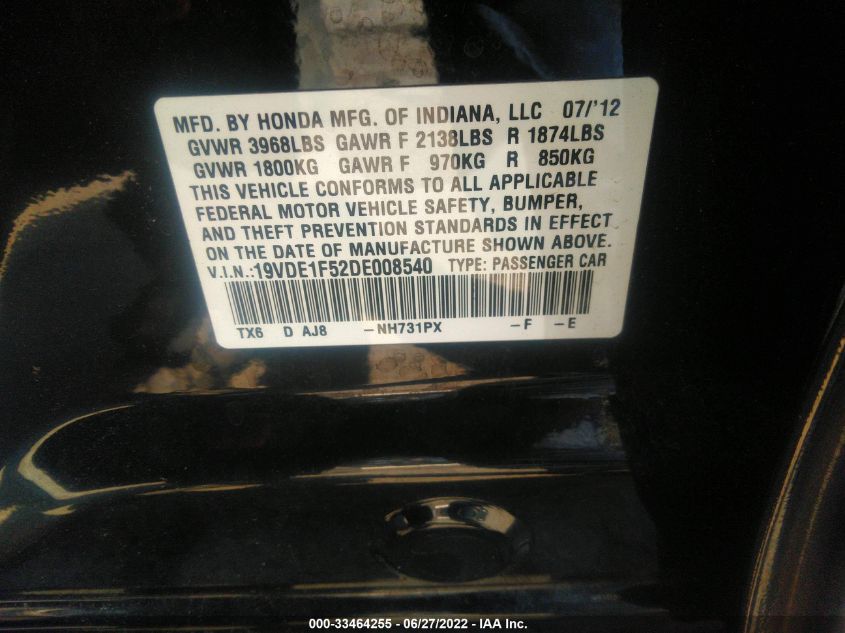 MFD. BY HONDA MFG. OF INDIANA, LLC 07/'12
GVWR 3968LBS GAWR F 2138LBS R 1874LBS
GVWR 1800KG GAWR F 970KG R 850KG
THIS VEHICLE CONFORMS TO ALL APPLICABLE
FEDERAL MOTOR VEHICLE SAFETY, BUMPER,
AND THEFT PREVENTION STANDARDS IN EFFECT
ON THE DATE OF MANUFACTURE SHOWN ABOVE.
V.I.N.:19VDE1F52DE008540 TYPE: PASSENGER CAR
TX6 D AJ8 -NH731PX -F -E
000-33464255 - 06/27/2022 - IAA Inc.